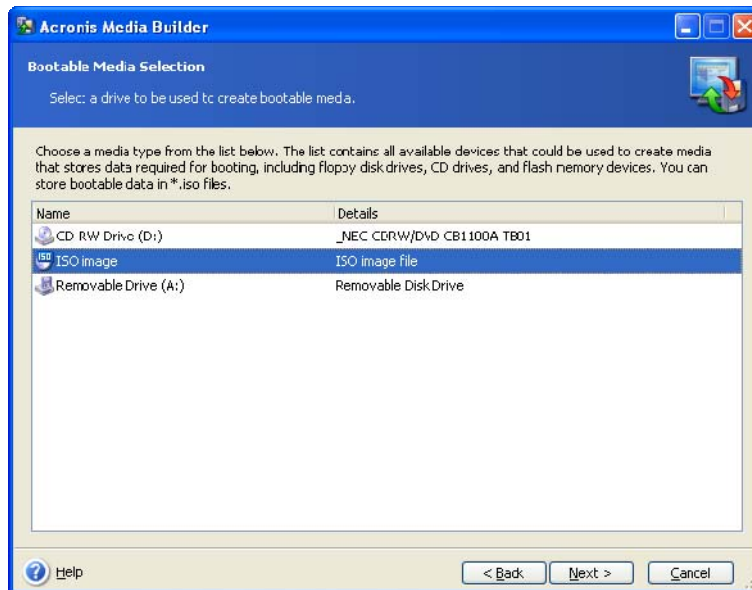 Acronis Media Builder
Bootable Media Selection
Select a drive to be used to create bootable media.
Choose a media type from the list below. The list contains all available devices that could be used to create media
that stores data required for booting, including floppy disk drives, CD drives, and flash memory devices. You can
store bootable data in *.iso files.
Name Details
CD RW Drive (D:) _NEC CDRW/DVD CB1100A TB01
ISO image ISO image file
Removable Drive (A:) Removable Disk Drive
Help < Back Next > Cancel